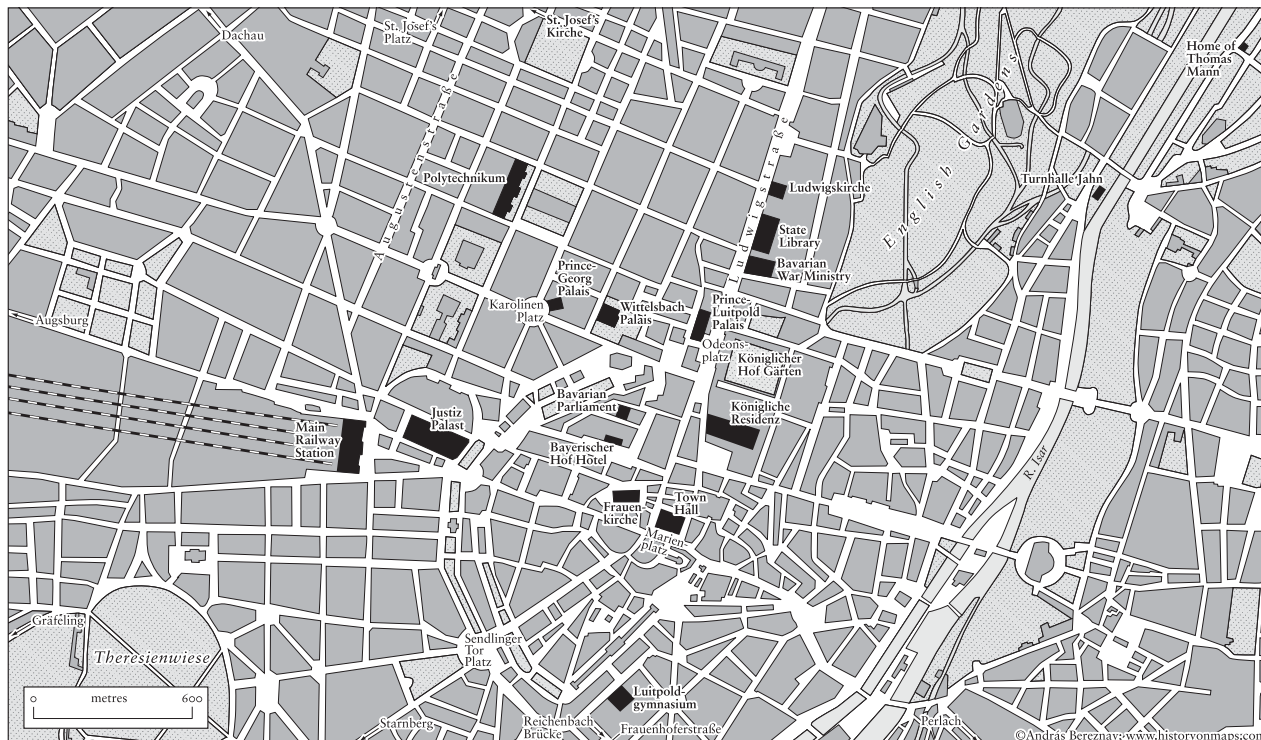 Dachau
St. Josef's
Platz
St. Josef's
Kirche
Home of
Thomas
Mann
Augustenstraße
Ludwigstraße
English Gardens
Polytechnikum
Ludwigskirche
Turnhalle Jahn
State
Library
Bavarian
War Ministry
Prince-
Georg
Palais
Karolinen
Platz
Wittelsbach
Palais
Prince-
Luitpold
Palais
Odeons-
platz
Königlicher
Hof Gärten
Augsburg
Bavarian
Parliament
Königliche
Residenz
Justiz
Palast
Main
Railway
Station
Bayerischer
Hof Hotel
R. Isar
Frauen-
kirche
Town
Hall
Marien-
platz
Gräfeling
Theresienwiese
Sendlinger
Tor
Platz
Luitpold-
gymnasium
0 metres 600
Starnberg
Reichenbach
Brücke
Frauenhoferstraße
Perlach
©András Bereznay; www.historyonmaps.com